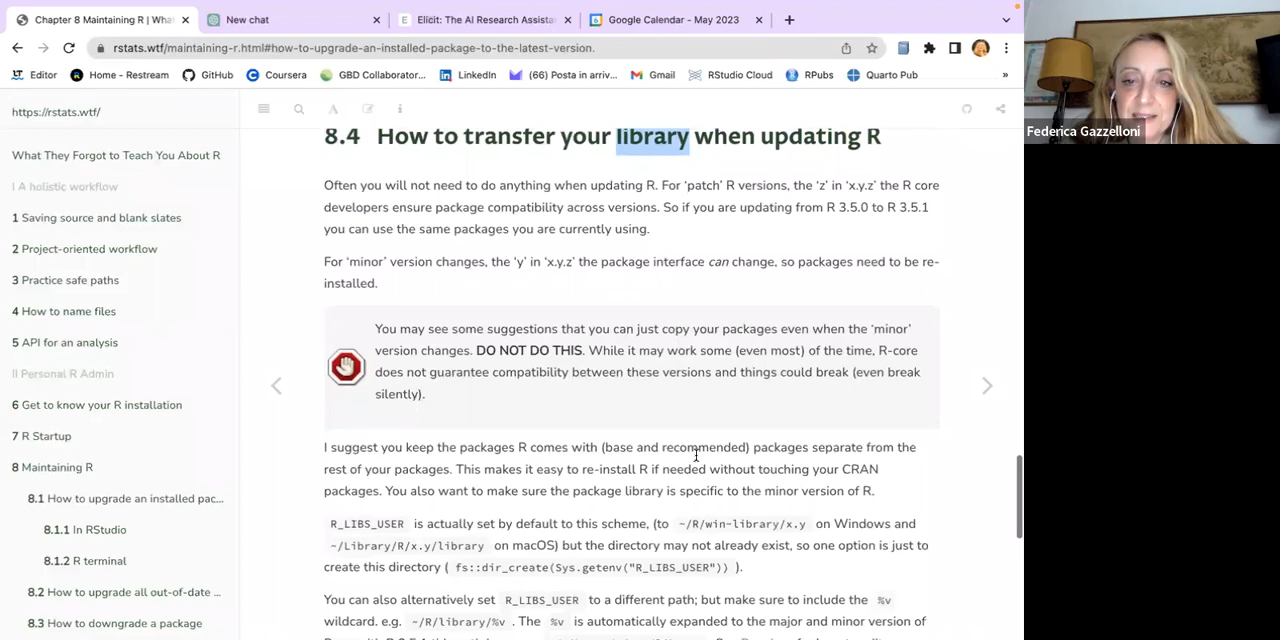 Chapter 8 Maintaining R | Wha
New chat
Elicit: The AI Research Assista
Google Calendar - May 2023
rstats.wtf/maintaining-r.html#how-to-upgrade-an-installed-package-to-the-latest-version.
Editor
Home - Restream
GitHub
Coursera
GBD Collaborator...
LinkedIn
(66) Posta in arriv...
Gmail
RStudio Cloud
RPubs
Quarto Pub
»
https://rstats.wtf/
What They Forgot to Teach You About R
I A holistic workflow
1 Saving source and blank slates
2 Project-oriented workflow
3 Practice safe paths
4 How to name files
5 API for an analysis
II Personal R Admin
6 Get to know your R installation
7 R Startup
8 Maintaining R
8.1 How to upgrade an installed pac...
8.1.1 In RStudio
8.1.2 R terminal
8.2 How to upgrade all out-of-date ...
8.3 How to downgrade a package
8.4 How to transfer your library when updating R
Often you will not need to do anything when updating R. For ‘patch’ R versions, the ‘z’ in ‘x.y.z’ the R core
developers ensure package compatibility across versions. So if you are updating from R 3.5.0 to R 3.5.1
you can use the same packages you are currently using.
For ‘minor’ version changes, the ‘y’ in ‘x.y.z’ the package interface can change, so packages need to be re-
installed.
You may see some suggestions that you can just copy your packages even when the ‘minor’
version changes. DO NOT DO THIS. While it may work some (even most) of the time, R-core
does not guarantee compatibility between these versions and things could break (even break
silently).
I suggest you keep the packages R comes with (base and recommended) packages separate from the
rest of your packages. This makes it easy to re-install R if needed without touching your CRAN
packages. You also want to make sure the package library is specific to the minor version of R.
R_LIBS_USER is actually set by default to this scheme, (to ~/R/win-library/x.y on Windows and
~/Library/R/x.y/library on macOS) but the directory may not already exist, so one option is just to
create this directory ( fs::dir_create(Sys.getenv("R_LIBS_USER")) ).
You can also alternatively set R_LIBS_USER to a different path; but make sure to include the %v
wildcard. e.g. ~/R/library/%v . The %v is automatically expanded to the major and minor version of
Federica Gazzelloni